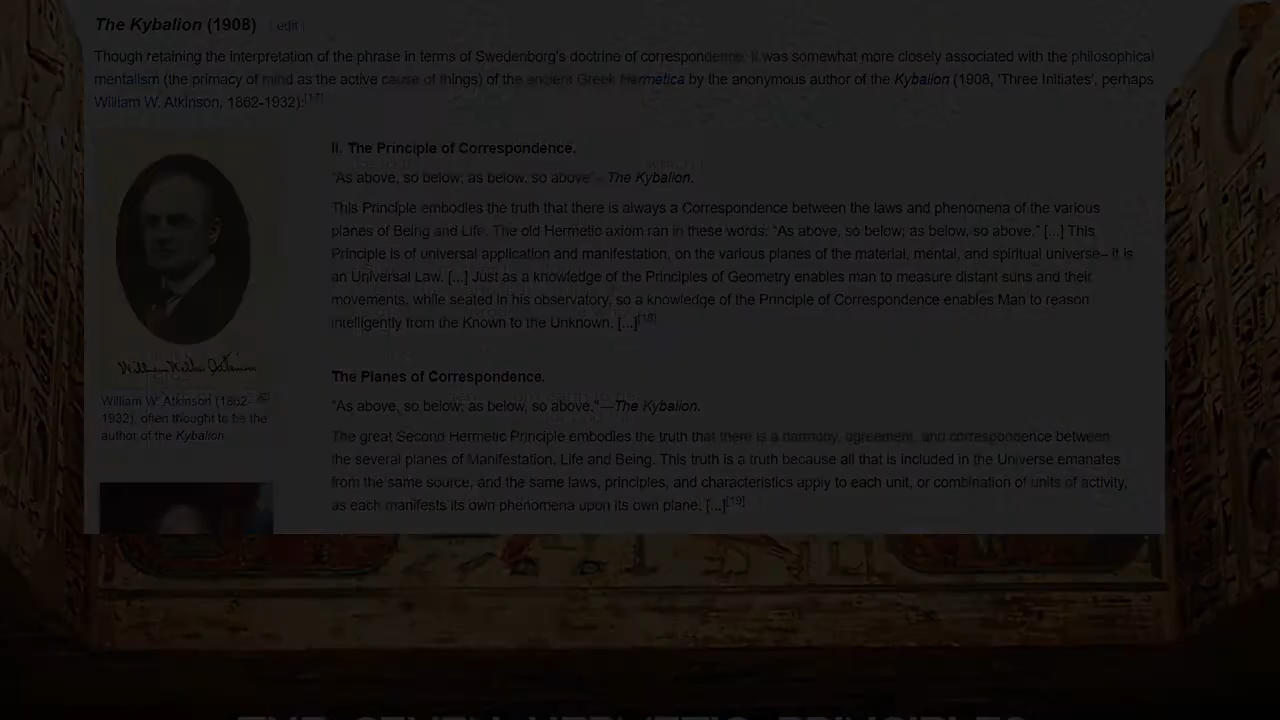 The Kybalion (1908) [ edit ]
Though retaining the interpretation of the phrase in terms of Swedenborg's doctrine of correspondence, it was somewhat more closely associated with the philosophical
mentalism (the primacy of mind as the active cause of things) of the ancient Greek Hermetica by the anonymous author of the Kybalion (1908, 'Three Initiates', perhaps
William W. Atkinson, 1862-1932):[17]
II. The Principle of Correspondence.
"As above, so below; as below, so above"– The Kybalion.
This Principle embodies the truth that there is always a Correspondence between the laws and phenomena of the various
planes of Being and Life. The old Hermetic axiom ran in these words: "As above, so below; as below, so above." [...] This
Principle is of universal application and manifestation, on the various planes of the material, mental, and spiritual universe– it is
an Universal Law. [...] Just as a knowledge of the Principles of Geometry enables man to measure distant suns and their
movements, while seated in his observatory, so a knowledge of the Principle of Correspondence enables Man to reason
intelligently from the Known to the Unknown. [...][18]
William W. Atkinson (1862-
1932), often thought to be the
author of the Kybalion
The Planes of Correspondence.
"As above, so below; as below, so above."—The Kybalion.
The great Second Hermetic Principle embodies the truth that there is a harmony, agreement, and correspondence between
the several planes of Manifestation, Life and Being. This truth is a truth because all that is included in the Universe emanates
from the same source, and the same laws, principles, and characteristics apply to each unit, or combination of units of activity,
as each manifests its own phenomena upon its own plane. [...][19]
THE SEVEN HERMETIC PRINCIPLES